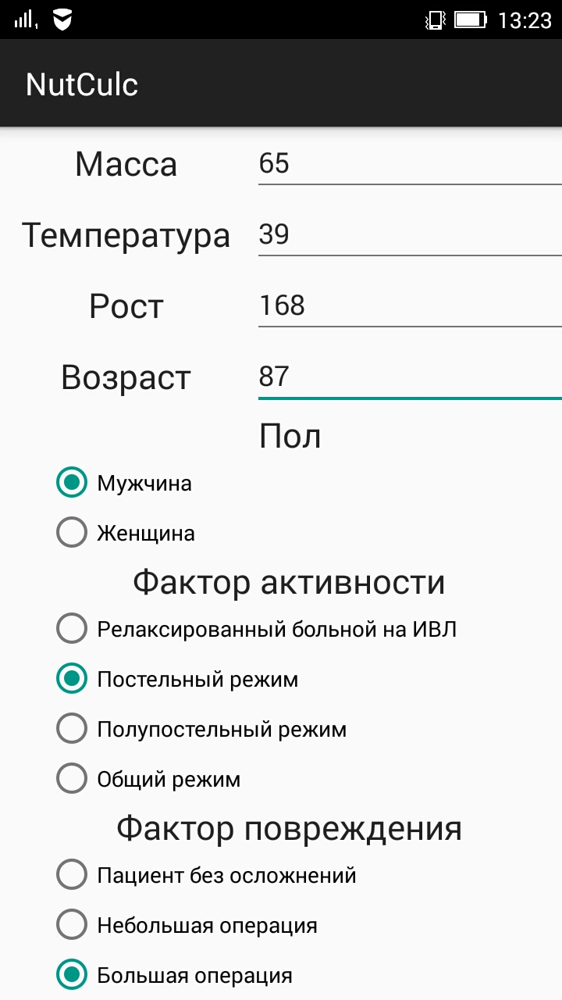 13:23
NutCulc
Масса 65
Температура 39
Рост 168
Возраст 87
Пол
Мужчина
Женщина
Фактор активности
Релаксированный больной на ИВЛ
Постельный режим
Полупостельный режим
Общий режим
Фактор повреждения
Пациент без осложнений
Небольшая операция
Большая операция